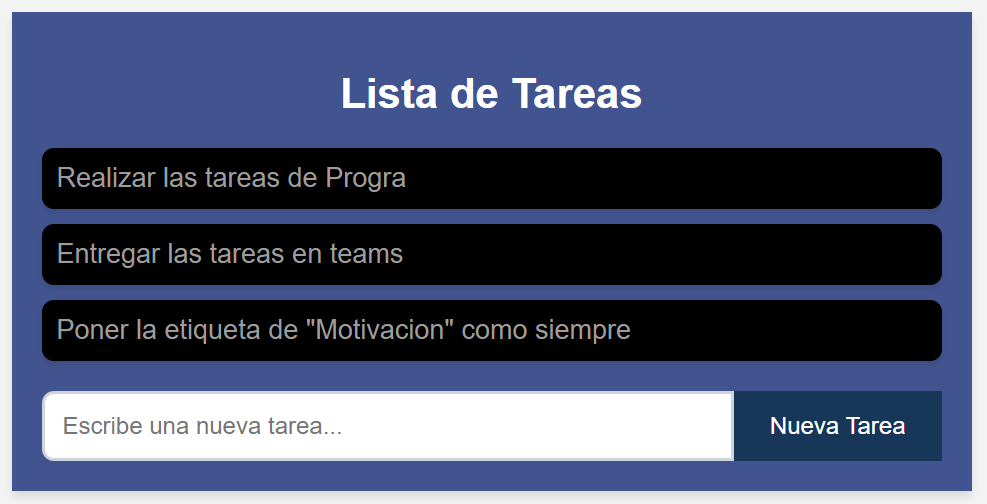 Lista de Tareas
Realizar las tareas de Progra
Entregar las tareas en teams
Poner la etiqueta de "Motivacion" como siempre
Escribe una nueva tarea...
Nueva Tarea